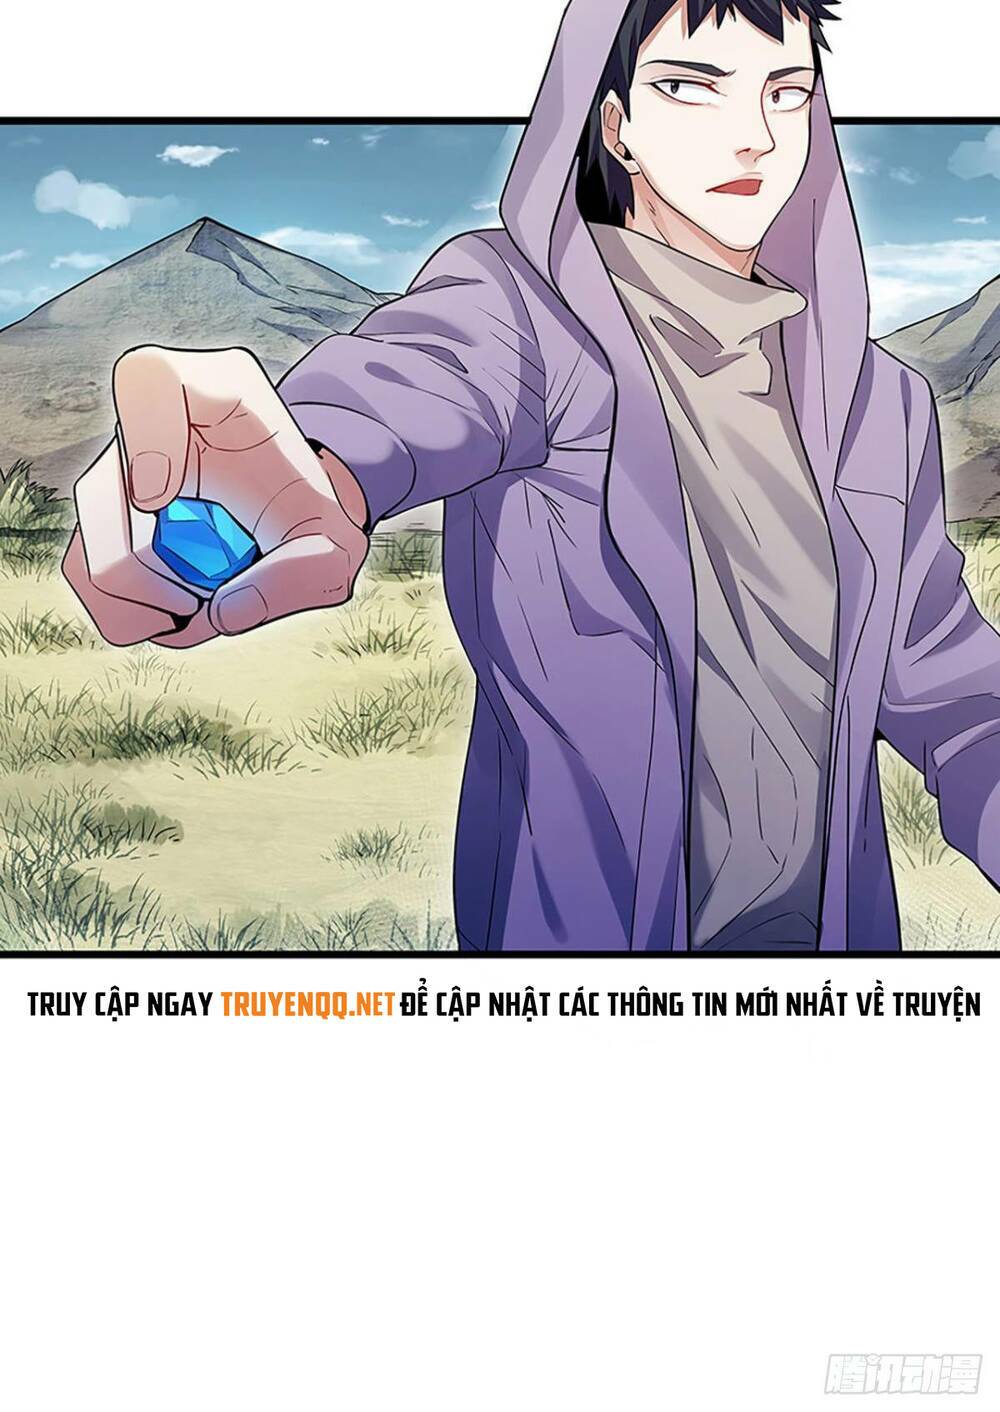 TRUY CẬP NGAY TRUYENQQ.NET ĐỂ CẬP NHẬT CÁC THÔNG TIN MỚI NHẤT VỀ TRUYỆN
腾讯动漫